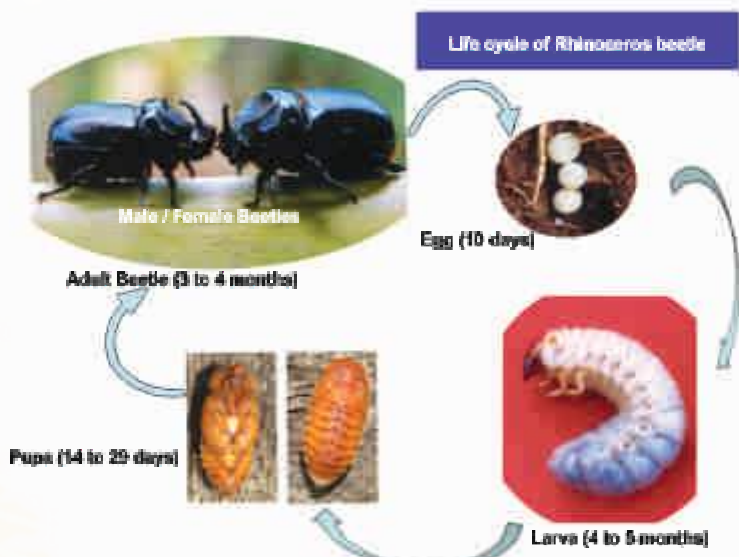 Life cycle of Rhinoceros beetle
Male / Female Beetles
Egg (10 days)
Adult Beetle (3 to 4 months)
Pupa (14 to 29 days)
Larva (4 to 5 months)